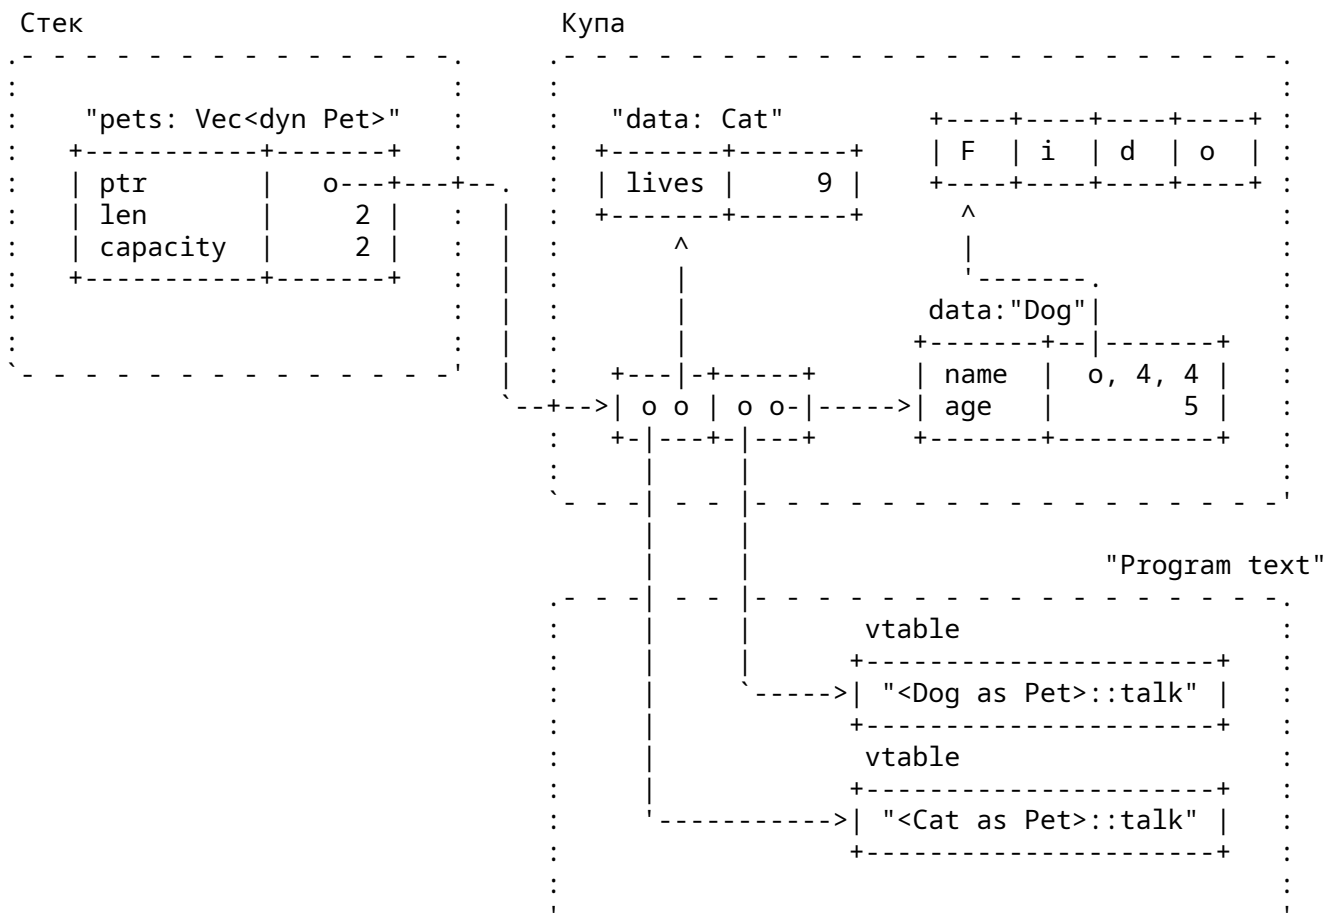 Стек
Купа
"pets: Vec<dyn Pet>"
"data: Cat"
F i d o
ptr o
lives 9
len 2
capacity 2
data:"Dog"
name o, 4, 4
o o o o
age 5
"Program text"
vtable
"<Dog as Pet>::talk"
vtable
"<Cat as Pet>::talk"